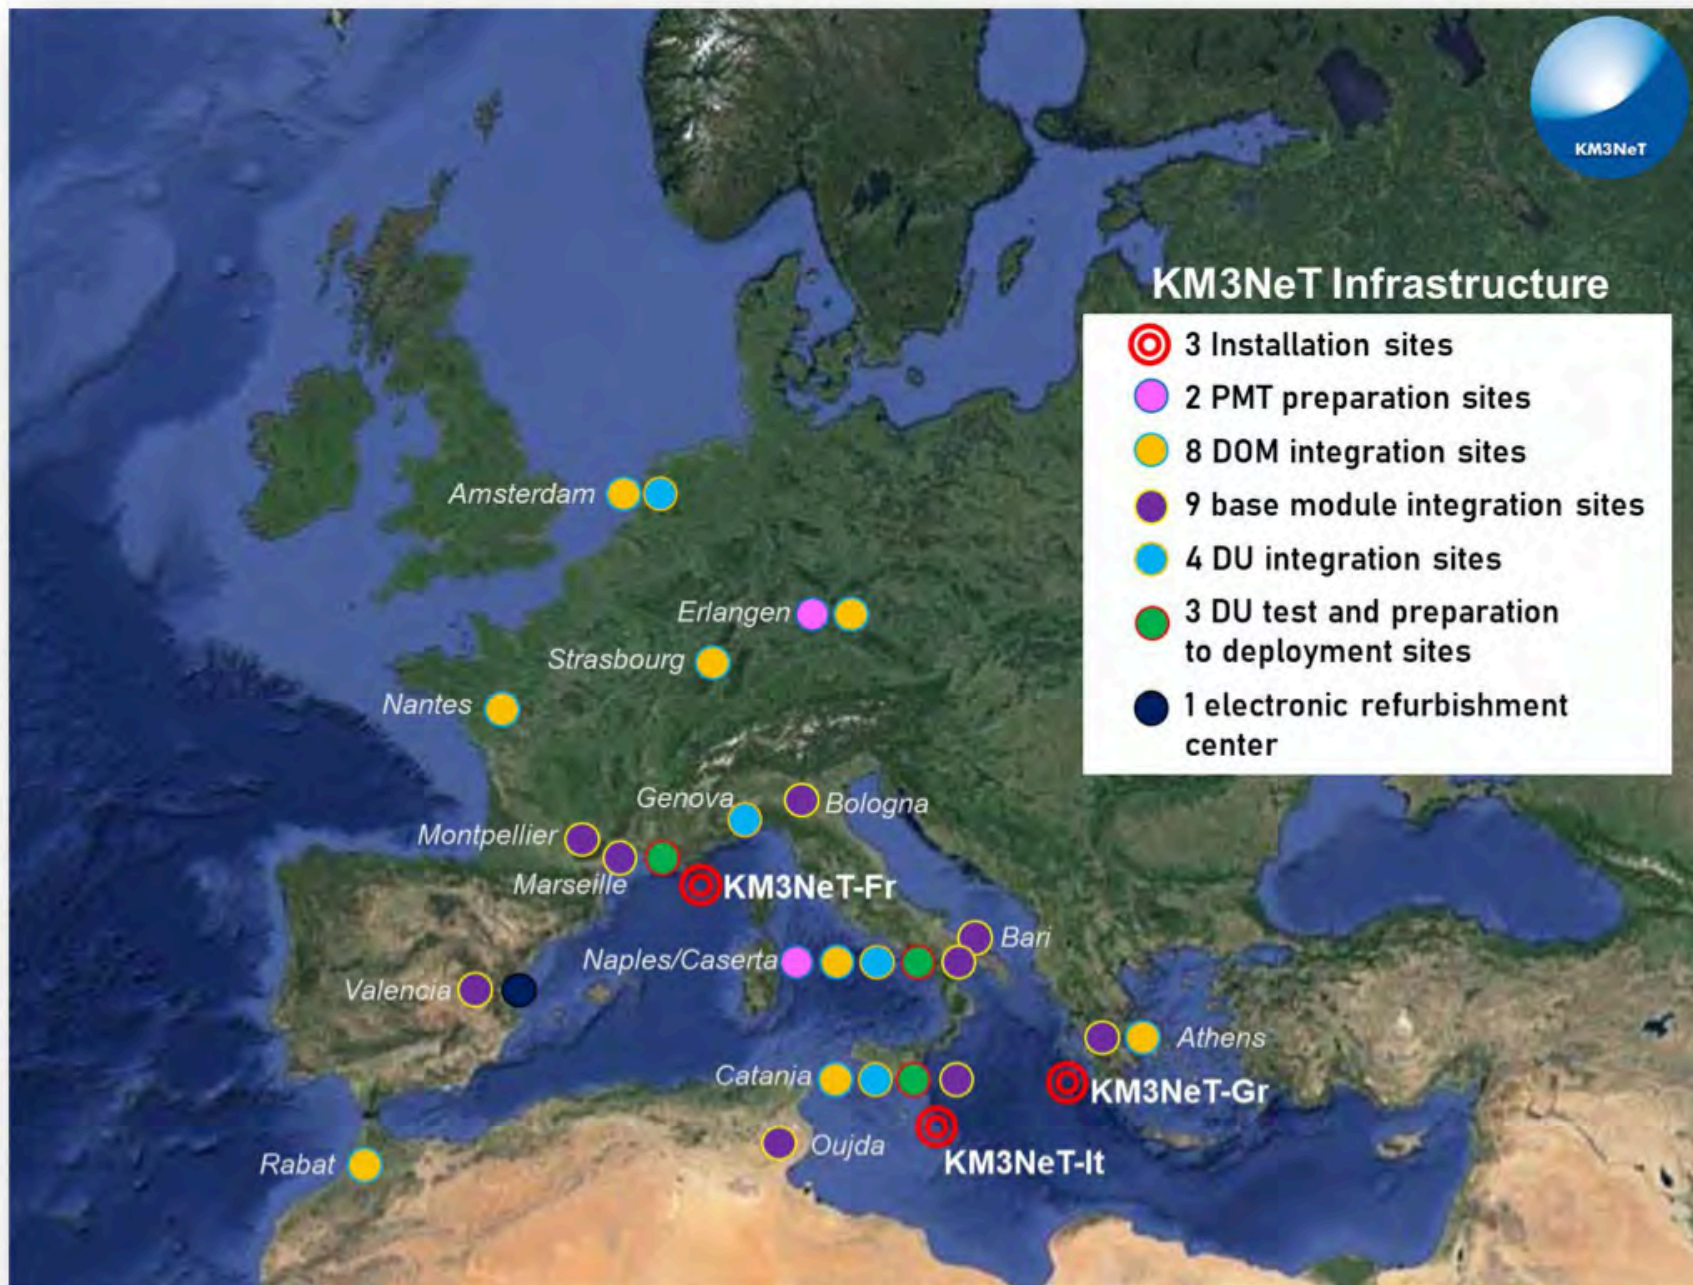 KM3NeT
KM3NeT Infrastructure
3 Installation sites
2 PMT preparation sites
8 DOM integration sites
9 base module integration sites
4 DU integration sites
3 DU test and preparation
to deployment sites
1 electronic refurbishment
center
Amsterdam
Erlangen
Strasbourg
Nantes
Genova
Bologna
Montpellier
Marseille
KM3NeT-Fr
Bari
Naples/Caserta
Valencia
Athens
Catania
KM3NeT-Gr
Oujda
KM3NeT-It
Rabat